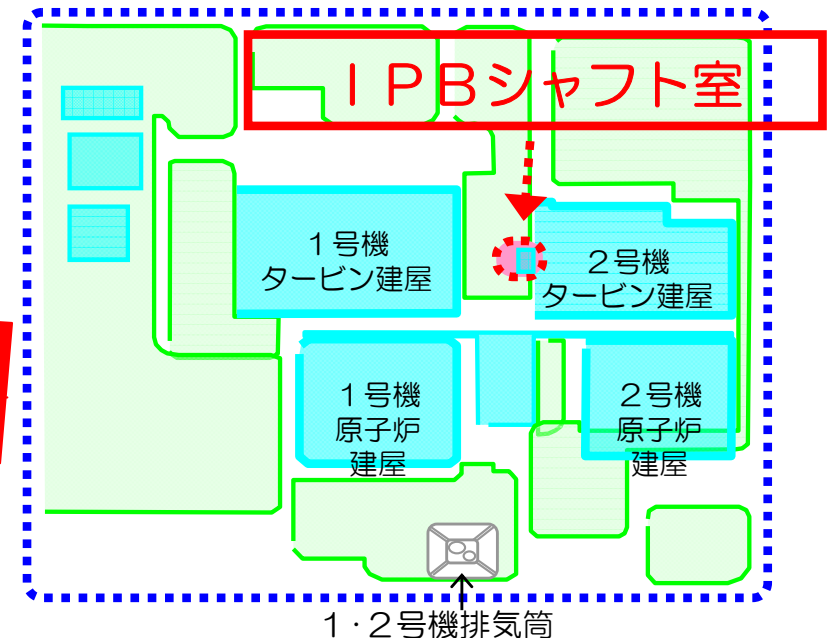 ＩＰＢシャフト室
１号機
タービン建屋
２号機
タービン建屋
１号機
原子炉
建屋
２号機
原子炉
建屋
１・２号機排気筒